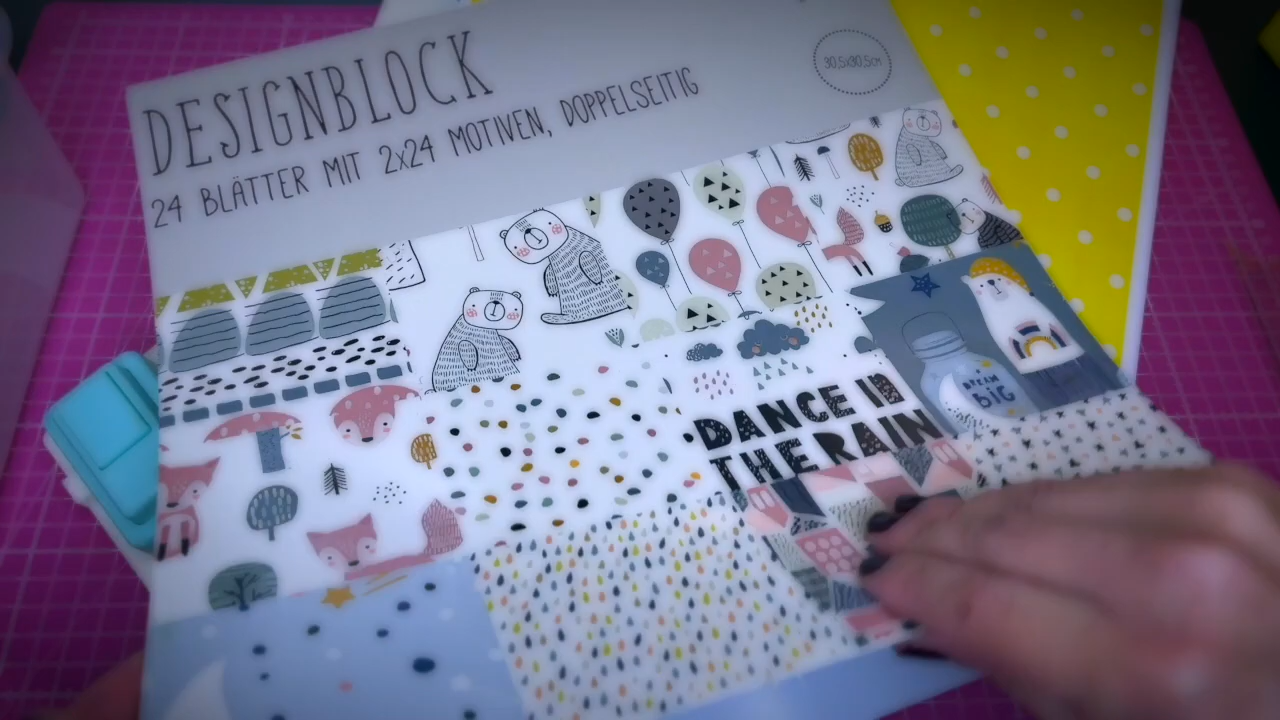 DESIGNBLOCK
24 BLÄTTER MIT 2x24 MOTIVEN, DOPPELSEITIG
30,5x30,5cm
DREAM
BiG
DANCE IN
THE RAIN